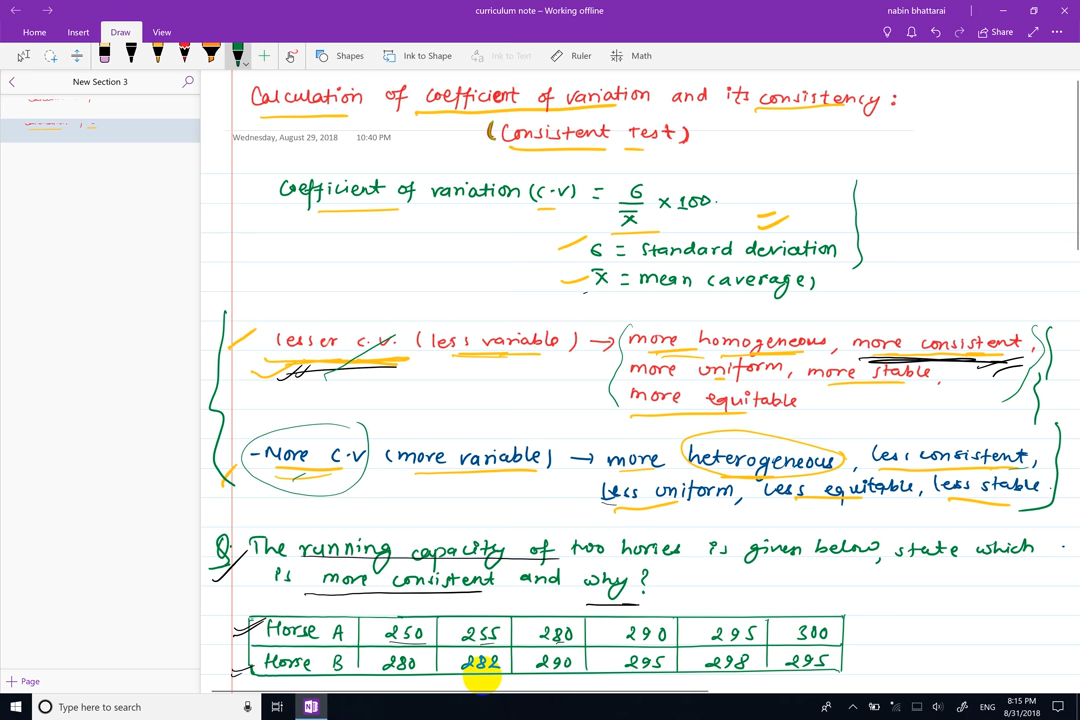 curriculum note – Working offline
nabin bhattarai
Home
Insert
Draw
View
Share
Shapes
Ink to Shape
Ink to Text
Ruler
Math
New Section 3
Calculation of coefficient of variation and its consistency :
(Consistent Test)
Wednesday, August 29, 2018 10:40 PM
Coefficient of variation (C.V) = σ/x̄ × 100.
σ = standard deviation
x̄ = mean (average)
lesser c.v. (less variable) → more homogeneous, more consistent,
more uniform, more stable,
more equitable
- More C.V (more variable) → more heterogeneous, less consistent,
less uniform, less equitable, less stable.
Q. The running capacity of two horses is given below, state which
is more consistent and why?
Horse A 250 255 280 290 295 300
Horse B 280 282 290 295 298 295
Page
Type here to search
ENG
8:15 PM
8/31/2018